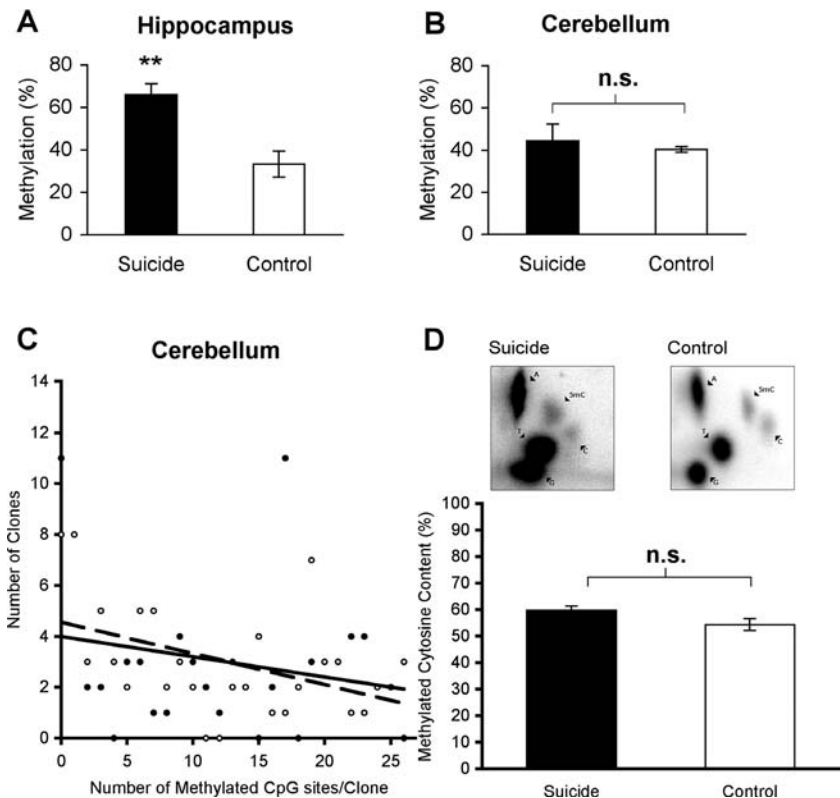 A
Hippocampus
Methylation (%)
80
60
40
20
0
**
Suicide
Control
B
Cerebellum
Methylation (%)
80
60
40
20
0
n.s.
Suicide
Control
C
Cerebellum
Number of Clones
14
12
10
8
6
4
2
0
0
5
10
15
20
25
Number of Methylated CpG sites/Clone
D
Suicide
Control
A
5mC
T
C
G
A
5mC
T
C
G
Methylated Cytosine Content (%)
100
90
80
70
60
50
40
30
20
10
0
n.s.
Suicide
Control